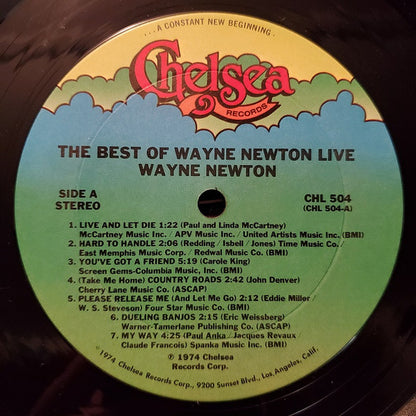 ...A CONSTANT NEW BEGINNING...
Chelsea
RECORDS
THE BEST OF WAYNE NEWTON LIVE
WAYNE NEWTON
SIDE A
STEREO
CHL 504
(CHL 504-A)
1. LIVE AND LET DIE 1:22 (Paul and Linda McCartney)
McCartney Music Inc. / APV Music / United Artists Music Inc. (BMI)
2. HARD TO HANDLE 2:06 (Redding / Isbell / Jones) Time Music Co./
East Memphis Music Corp. / Redwal Music Co. (BMI)
3. YOU'VE GOT A FRIEND 5:19 (Carole King)
Screen Gems-Columbia Music, Inc. (BMI)
4. (Take Me Home) COUNTRY ROADS 2:42 (John Denver)
Cherry Lane Music Co. (ASCAP)
5. PLEASE RELEASE ME (And Let Me Go) 2:12 (Eddie Miller /
W. S. Steveson) Four Star Music Co. (BMI)
6. DUELING BANJOS 2:15 (Eric Weissberg)
Warner-Tamerlane Publishing Co. (ASCAP)
7. MY WAY 4:25 (Paul Anka / Jacques Revaux
Claude Francois) Spanka Music Inc. (BMI)
℗ 1974 Chelsea
Records Corp.
© 1974 Chelsea Records Corp., 9200 Sunset Blvd., Los Angeles, Calif.